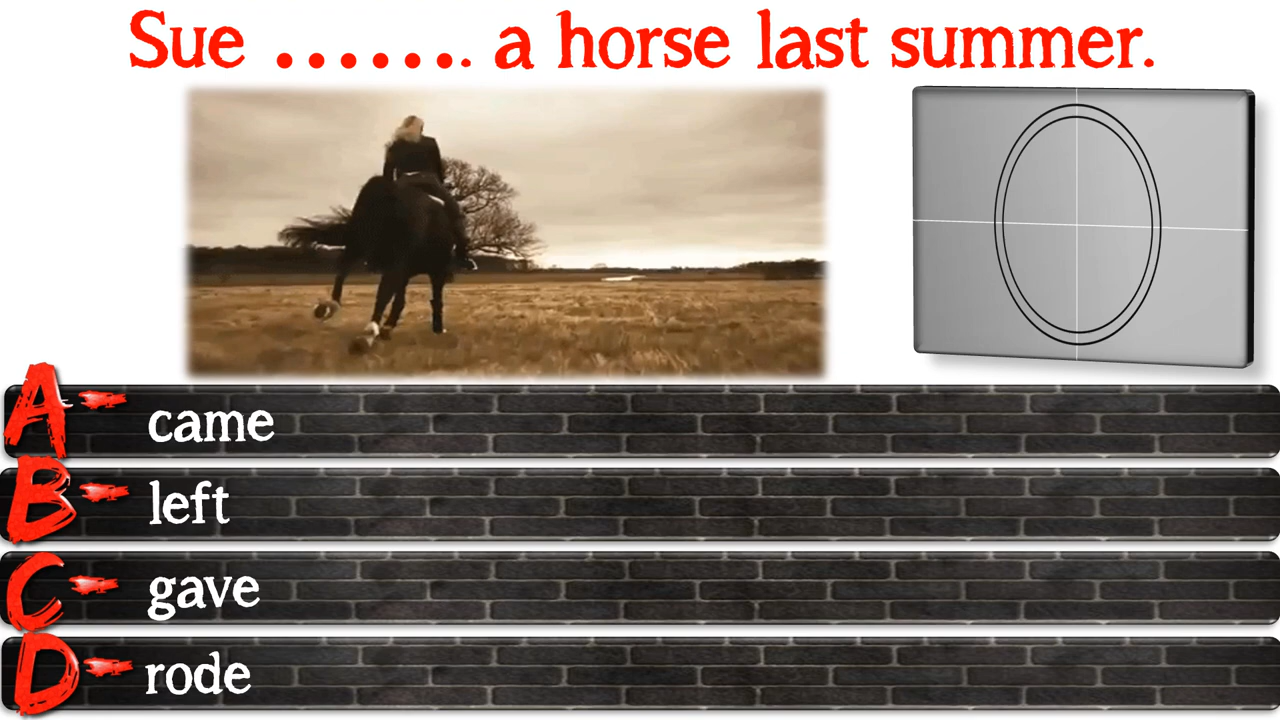 Sue ....... a horse last summer.
A- came
B- left
C- gave
D- rode